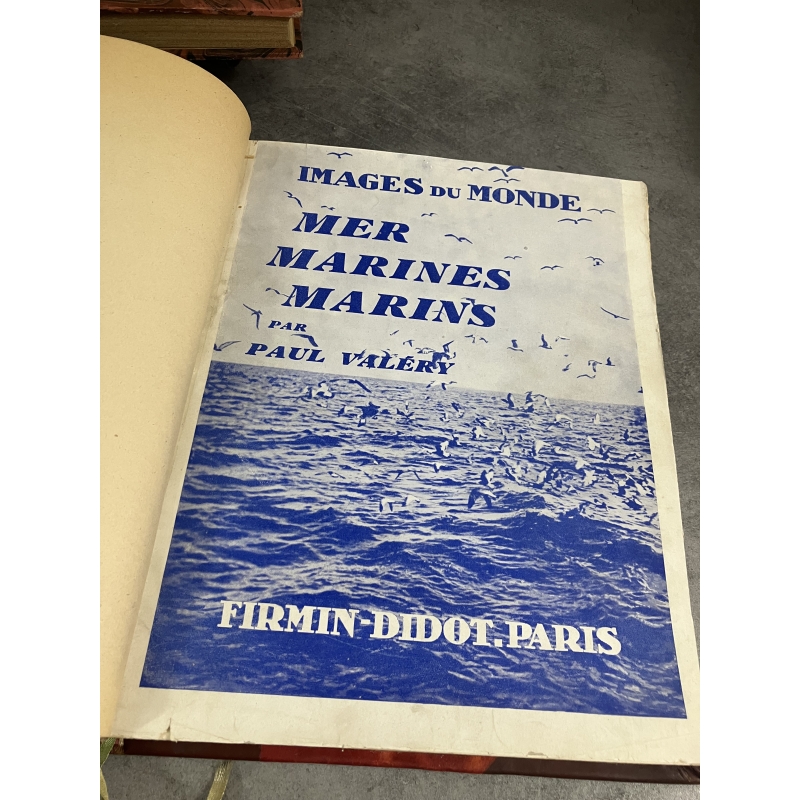 IMAGES DU MONDE
MER
MARINES
MARINS
PAR
PAUL VALÉRY
FIRMIN-DIDOT.PARIS